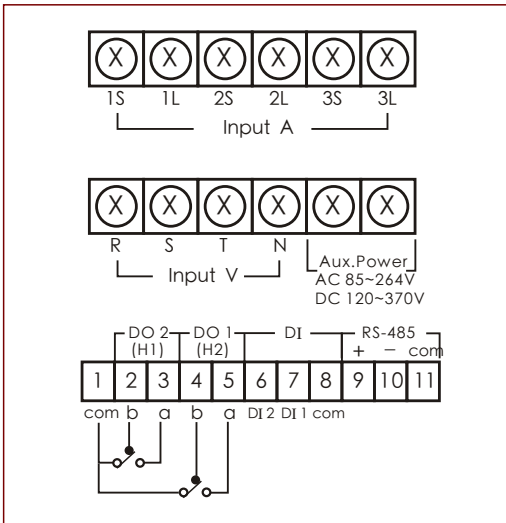 X X X X X X
1S 1L 2S 2L 3S 3L
Input A
X X X X X X
R S T N
Input V
Aux.Power
AC 85~264V
DC 120~370V
DO 2 DO 1 DI RS-485
(H1) (H2) + − com
1 2 3 4 5 6 7 8 9 10 11
com b a b a DI 2 DI 1 com